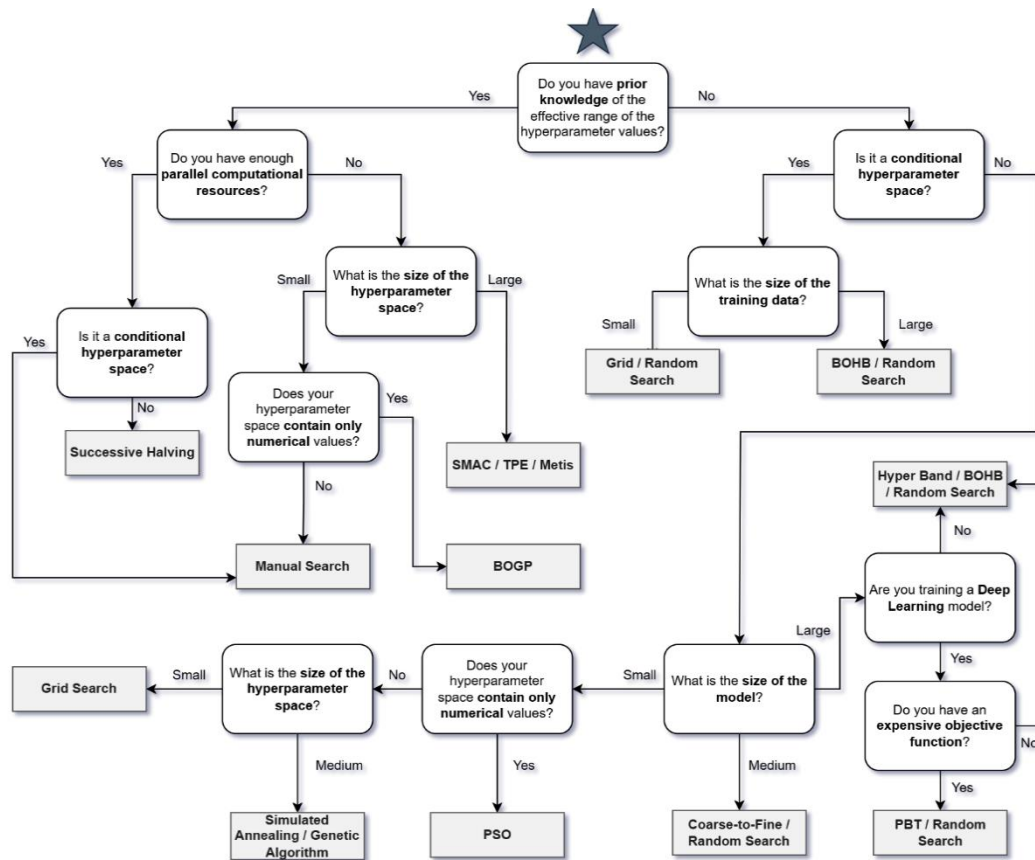 Do you have prior
knowledge of the
effective range of the
hyperparameter values?
Yes
No
Do you have enough
parallel computational
resources?
Yes
No
Is it a conditional
hyperparameter
space?
Yes
No
What is the size of the
hyperparameter
space?
Small
Large
What is the size of the
training data?
Small
Large
Is it a conditional
hyperparameter
space?
Yes
No
Grid / Random
Search
BOHB / Random
Search
Does your
hyperparameter
space contain only
numerical values?
Yes
No
Successive Halving
SMAC / TPE / Metis
Hyper Band / BOHB
/ Random Search
No
Manual Search
BOGP
Are you training a Deep
Learning model?
Large
Yes
Grid Search
Small
What is the size of the
hyperparameter
space?
No
Does your
hyperparameter
space contain only
numerical values?
Small
What is the size of the
model?
Do you have an
expensive objective
function?
No
Medium
Yes
Medium
Yes
Simulated
Annealing / Genetic
Algorithm
PSO
Coarse-to-Fine /
Random Search
PBT / Random
Search